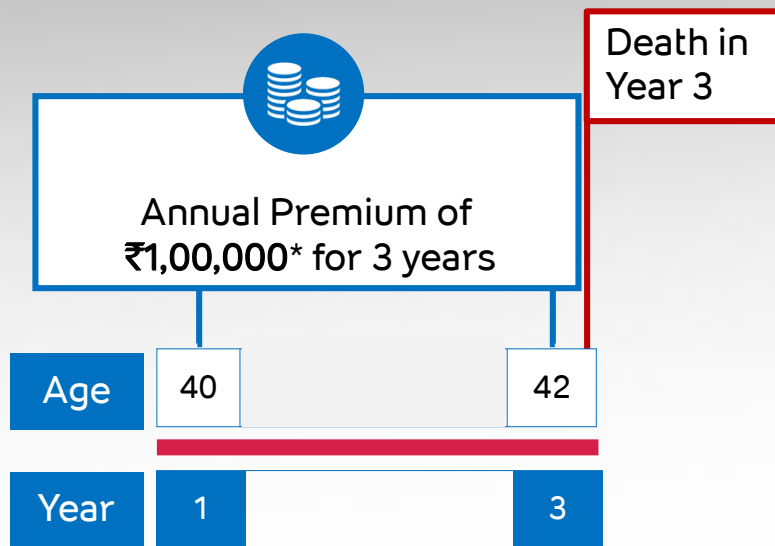 Death in
Year 3
Annual Premium of
₹1,00,000* for 3 years
Age 40 42
Year 1 3